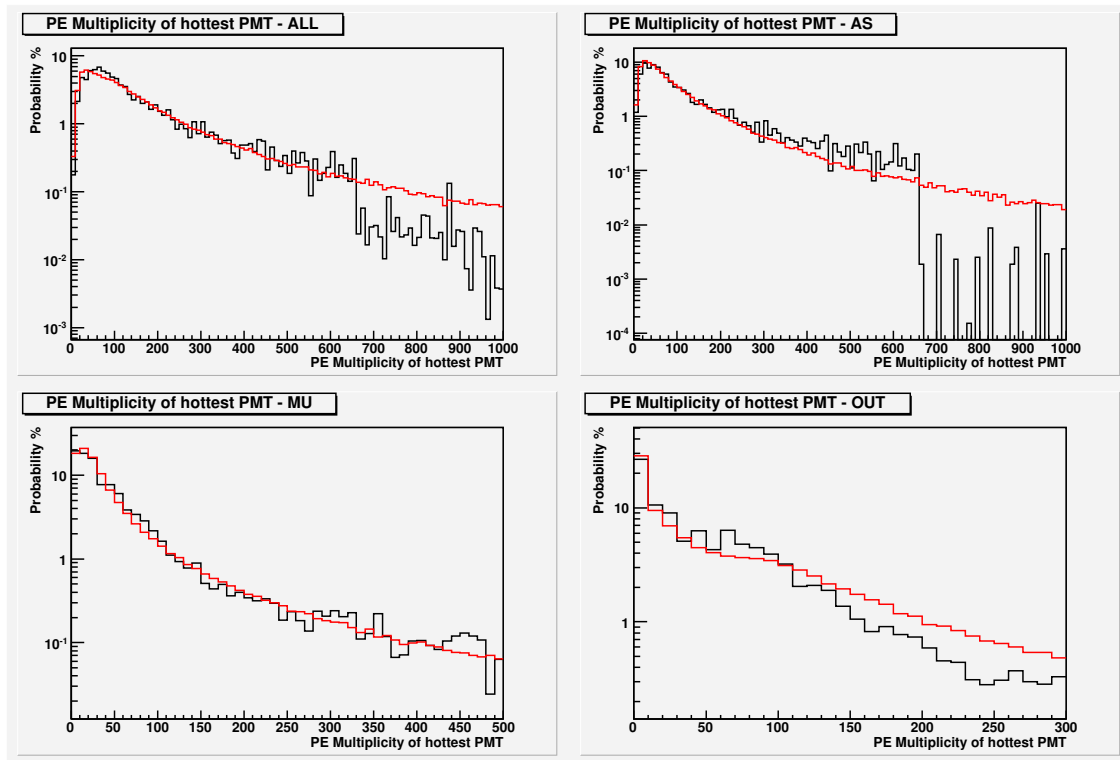 PE Multiplicity of hottest PMT - ALL
Probability %
10
1
10-1
10-2
10-3
0 100 200 300 400 500 600 700 800 900 1000
PE Multiplicity of hottest PMT
PE Multiplicity of hottest PMT - AS
Probability %
10
1
10-1
10-2
10-3
10-4
0 100 200 300 400 500 600 700 800 900 1000
PE Multiplicity of hottest PMT
PE Multiplicity of hottest PMT - MU
Probability %
10
1
10-1
0 50 100 150 200 250 300 350 400 450 500
PE Multiplicity of hottest PMT
PE Multiplicity of hottest PMT - OUT
Probability %
10
1
0 50 100 150 200 250 300
PE Multiplicity of hottest PMT